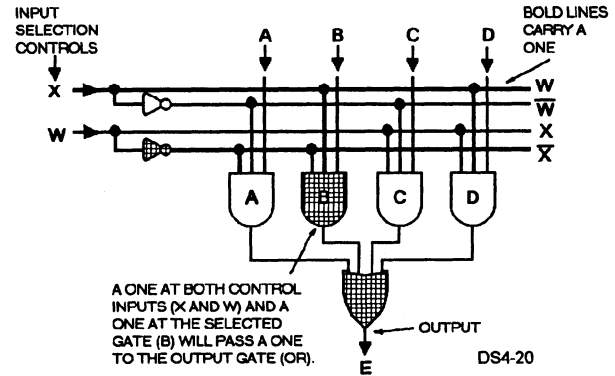 INPUT
SELECTION
CONTROLS
BOLD LINES
CARRY A
ONE
A B C D
X
W
W
W̅
X
X̅
A B C D
A ONE AT BOTH CONTROL
INPUTS (X AND W) AND A
ONE AT THE SELECTED
GATE (B) WILL PASS A ONE
TO THE OUTPUT GATE (OR).
OUTPUT
E
DS4-20